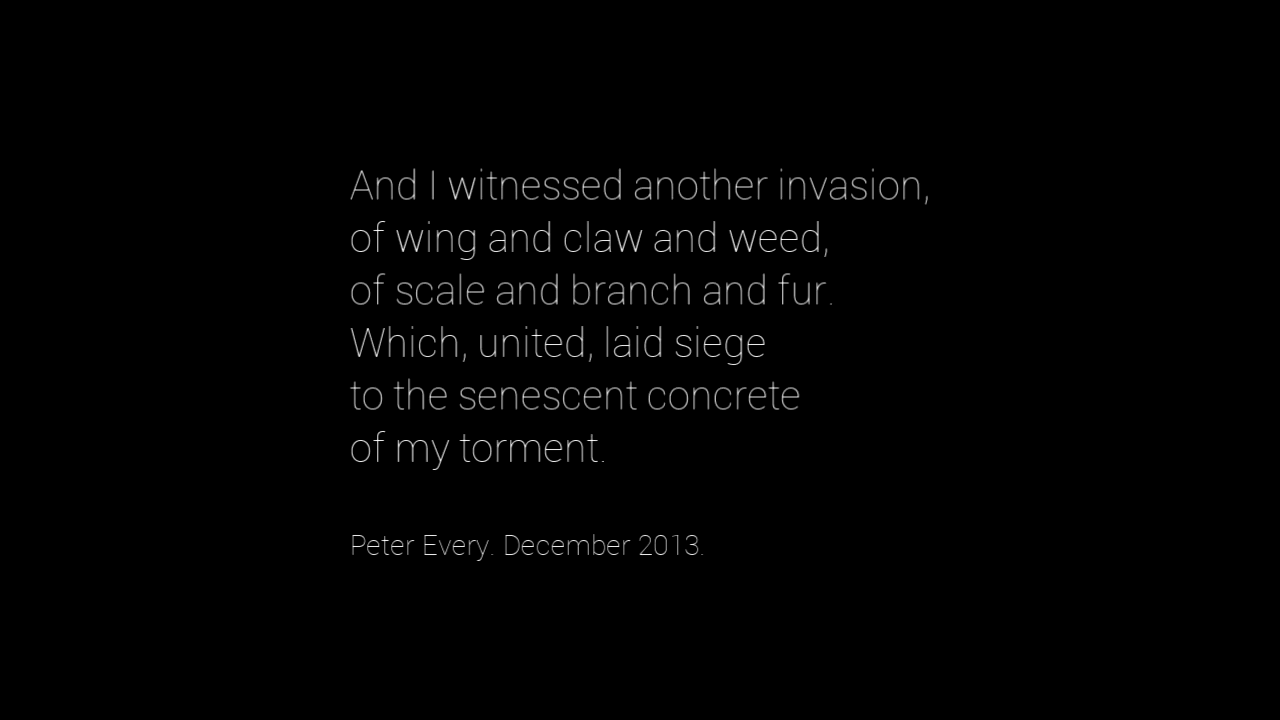 And I witnessed another invasion,
of wing and claw and weed,
of scale and branch and fur.
Which, united, laid siege
to the senescent concrete
of my torment.
Peter Every. December 2013.